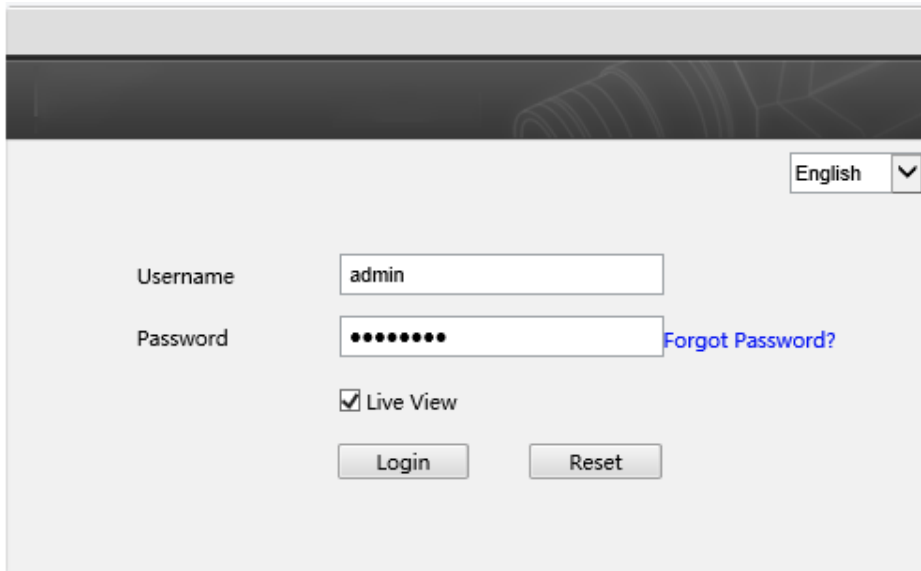 English
Username admin
Password ●●●●●●●● Forgot Password?
Live View
Login Reset